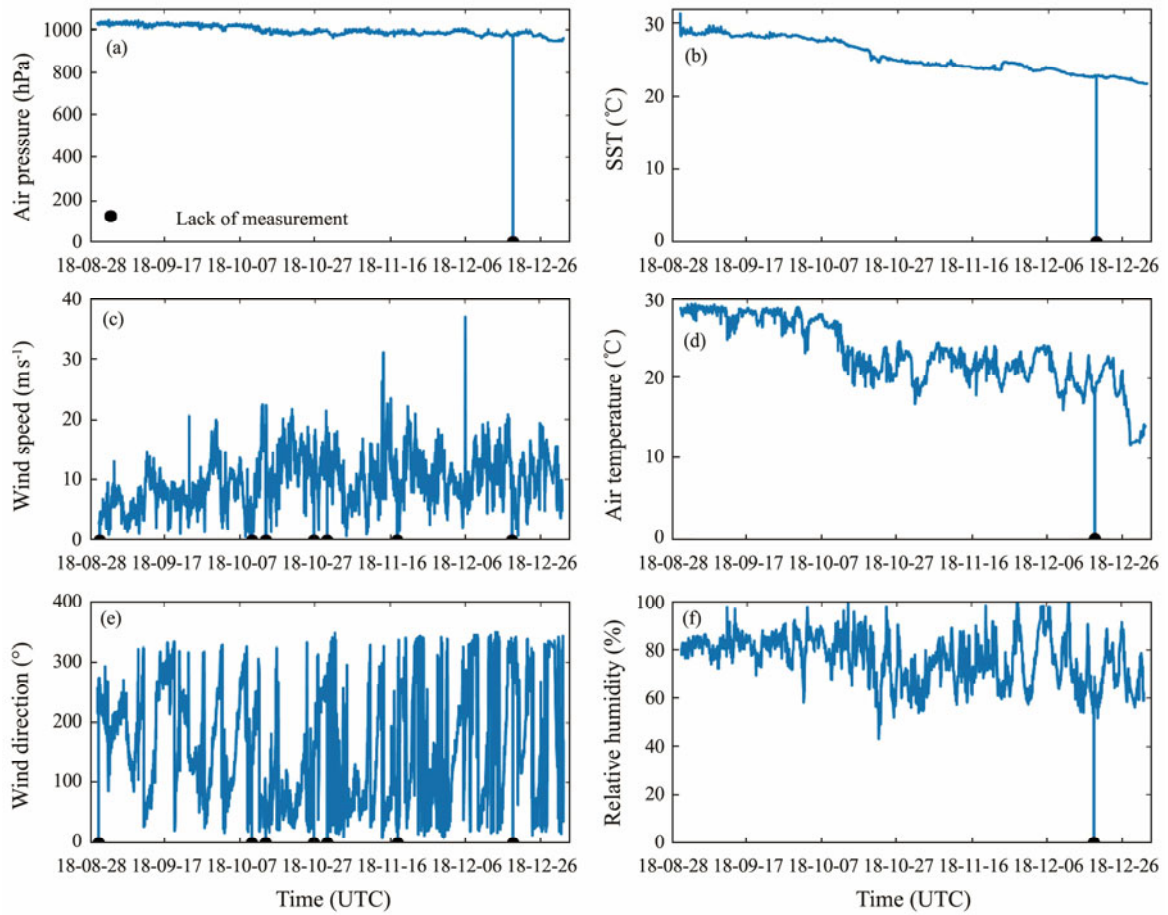 1000
800
600
400
200
0
Air pressure (hPa)
(a)
Lack of measurement
18-08-28 18-09-17 18-10-07 18-10-27 18-11-16 18-12-06 18-12-26
30
20
10
0
SST (℃)
(b)
18-08-28 18-09-17 18-10-07 18-10-27 18-11-16 18-12-06 18-12-26
40
30
20
10
0
Wind speed (m s-1)
(c)
18-08-28 18-09-17 18-10-07 18-10-27 18-11-16 18-12-06 18-12-26
30
20
10
0
Air temperature (℃)
(d)
18-08-28 18-09-17 18-10-07 18-10-27 18-11-16 18-12-06 18-12-26
400
300
200
100
0
Wind direction (°)
(e)
18-08-28 18-09-17 18-10-07 18-10-27 18-11-16 18-12-06 18-12-26
Time (UTC)
100
80
60
40
20
0
Relative humidity (%)
(f)
18-08-28 18-09-17 18-10-07 18-10-27 18-11-16 18-12-06 18-12-26
Time (UTC)